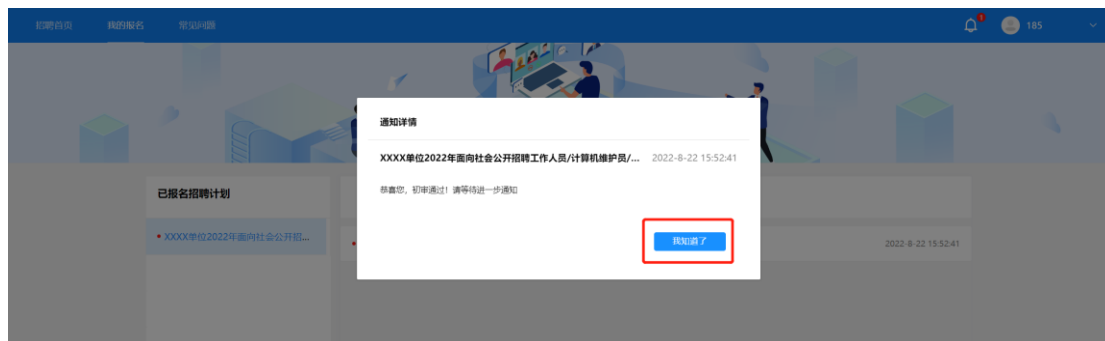 招聘首页 我的报名 常见问题 1 185
通知详情
XXXX单位2022年面向社会公开招聘工作人员/计算机维护员/... 2022-8-22 15:52:41
恭喜您，初审通过！请等待进一步通知
我知道了
已报名招聘计划
XXXX单位2022年面向社会公开招...
2022-8-22 15:52:41